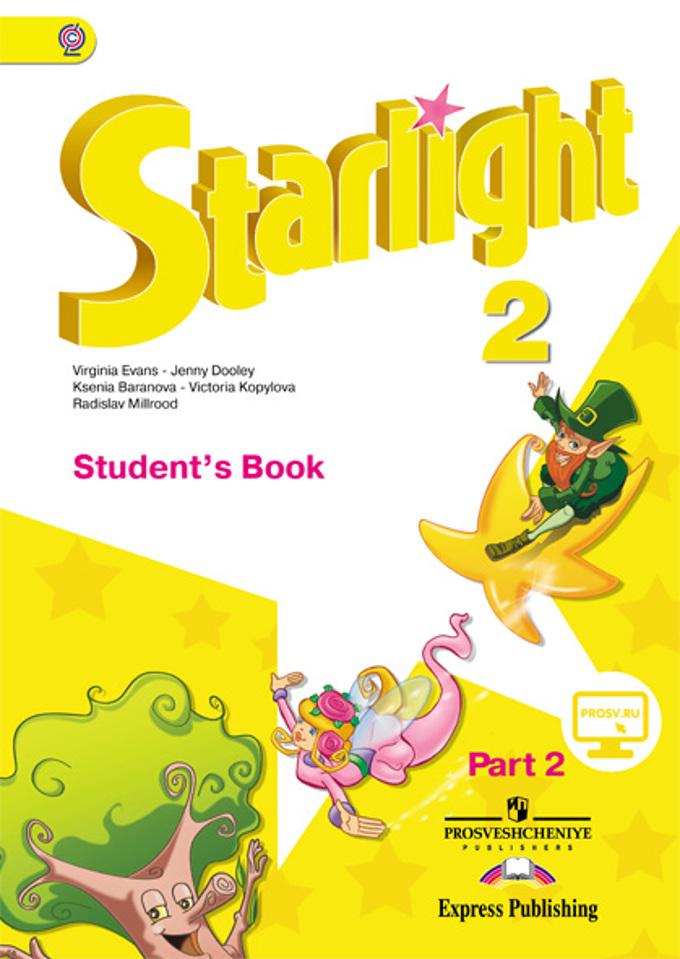 Starlight
2
Virginia Evans - Jenny Dooley
Ksenia Baranova - Victoria Kopylova
Radislav Millrood
Student's Book
PROSV.RU
Part 2
PROSVESHCHENIYE
PUBLISHERS
Express Publishing